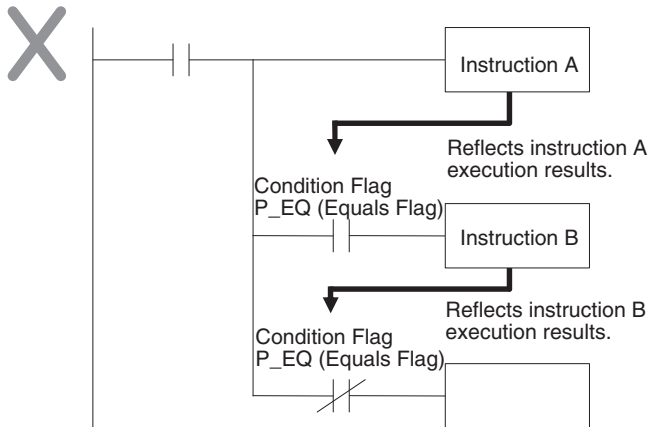 Instruction A
Reflects instruction A
execution results.
Condition Flag
P_EQ (Equals Flag)
Instruction B
Reflects instruction B
execution results.
Condition Flag
P_EQ (Equals Flag)